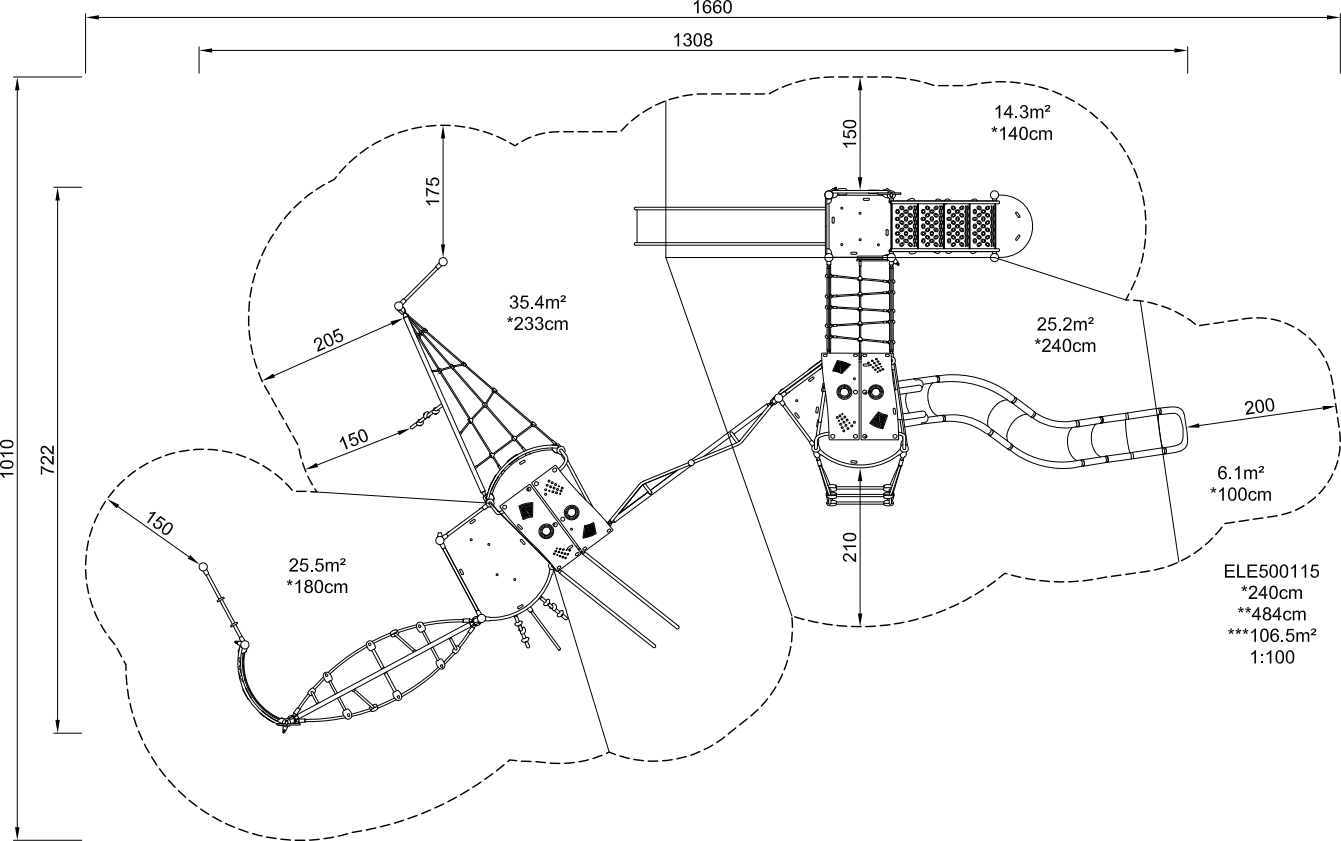 1660
1308
14.3m²
*140cm
150
175
35.4m²
*233cm
25.2m²
*240cm
205
200
150
1010
722
6.1m²
*100cm
150
210
25.5m²
*180cm
ELE500115
*240cm
**484cm
***106.5m²
1:100